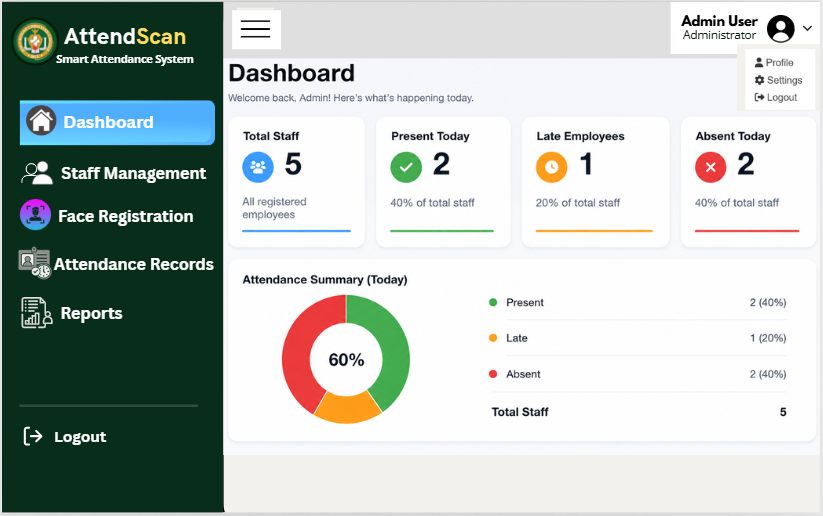 AttendScan
Smart Attendance System
Dashboard
Staff Management
Face Registration
Attendance Records
Reports
Logout
Admin User
Administrator
Profile
Settings
Logout
Dashboard
Welcome back, Admin! Here's what's happening today.
Total Staff
5
All registered
employees
Present Today
2
40% of total staff
Late Employees
1
20% of total staff
Absent Today
2
40% of total staff
Attendance Summary (Today)
60%
Present 2 (40%)
Late 1 (20%)
Absent 2 (40%)
Total Staff 5